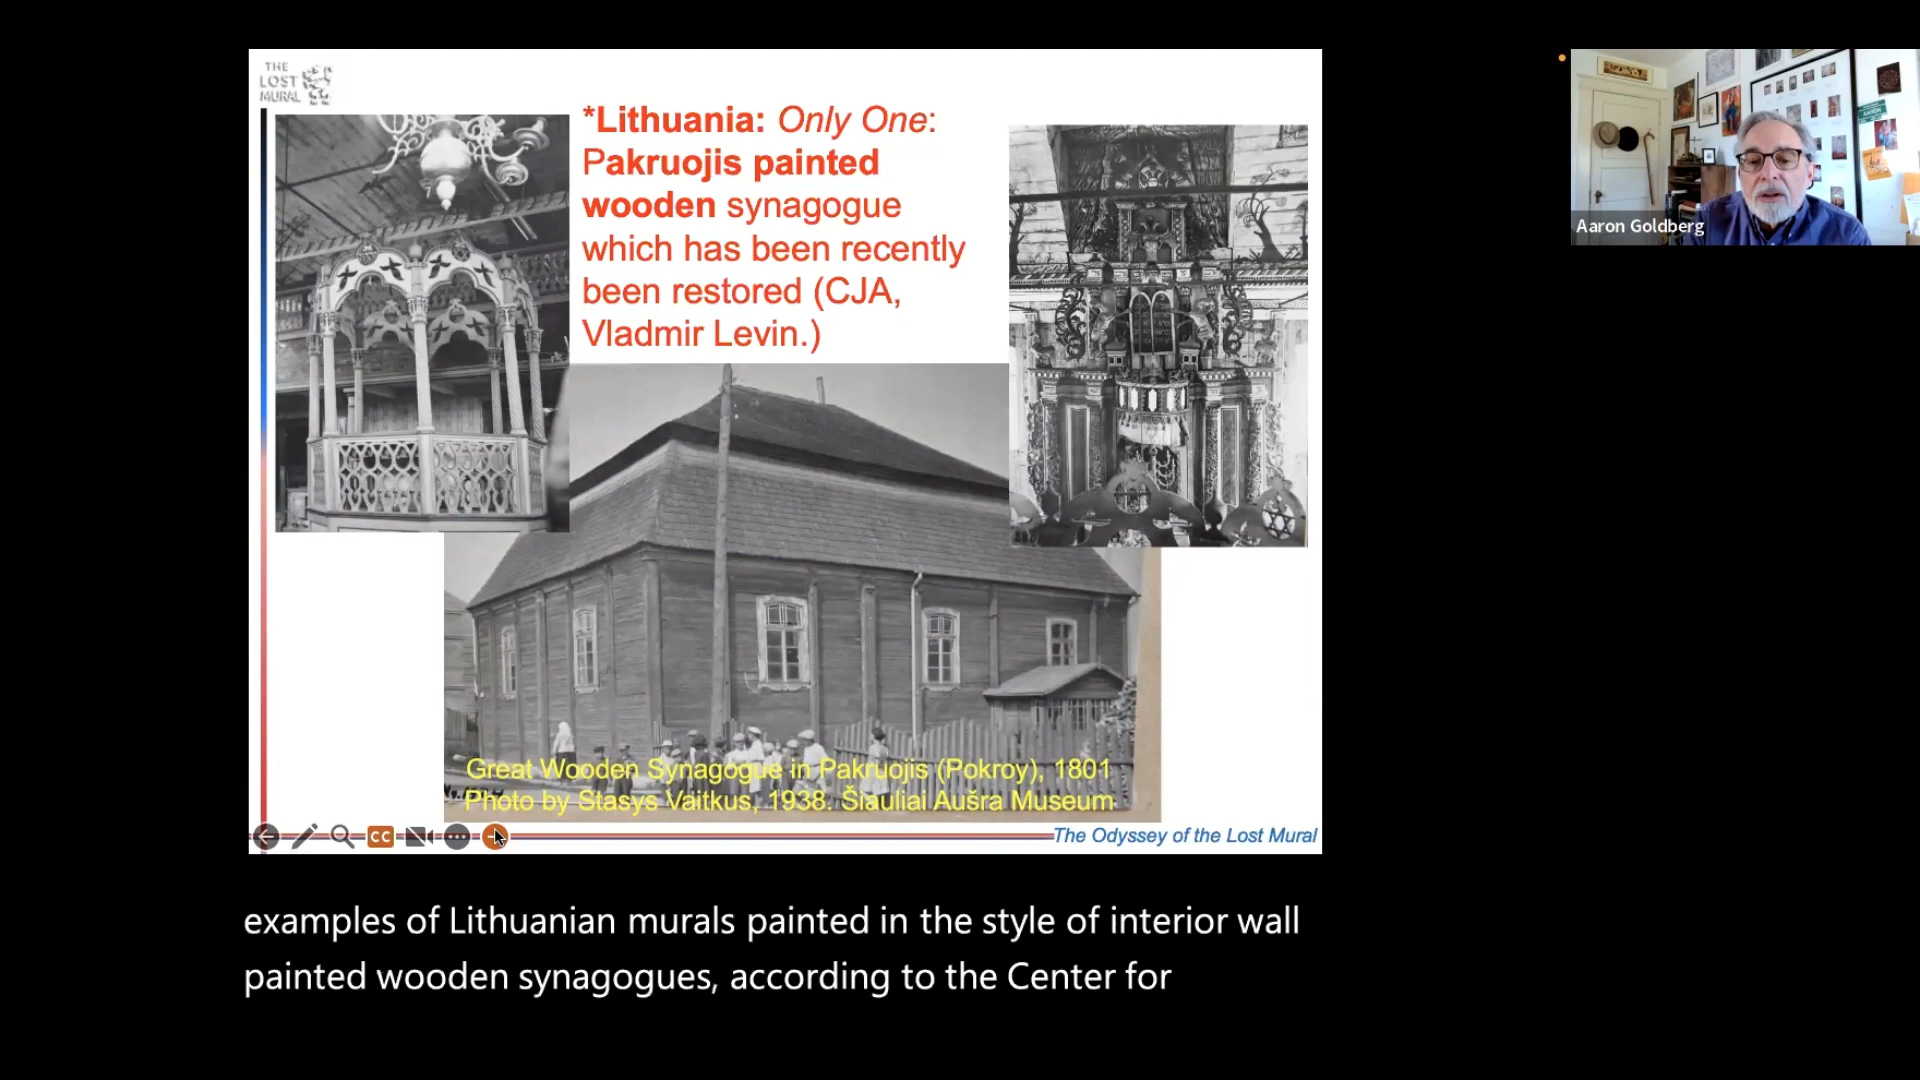 THE
LOST
MURAL
*Lithuania: Only One:
Pakruojis painted
wooden synagogue
which has been recently
been restored (CJA,
Vladmir Levin.)
Great Wooden Synagogue in Pakruojis (Pokroy), 1801
Photo by Stasys Vaitkus, 1938. Šiauliai Aušra Museum
CC
The Odyssey of the Lost Mural
Aaron Goldberg
examples of Lithuanian murals painted in the style of interior wall
painted wooden synagogues, according to the Center for